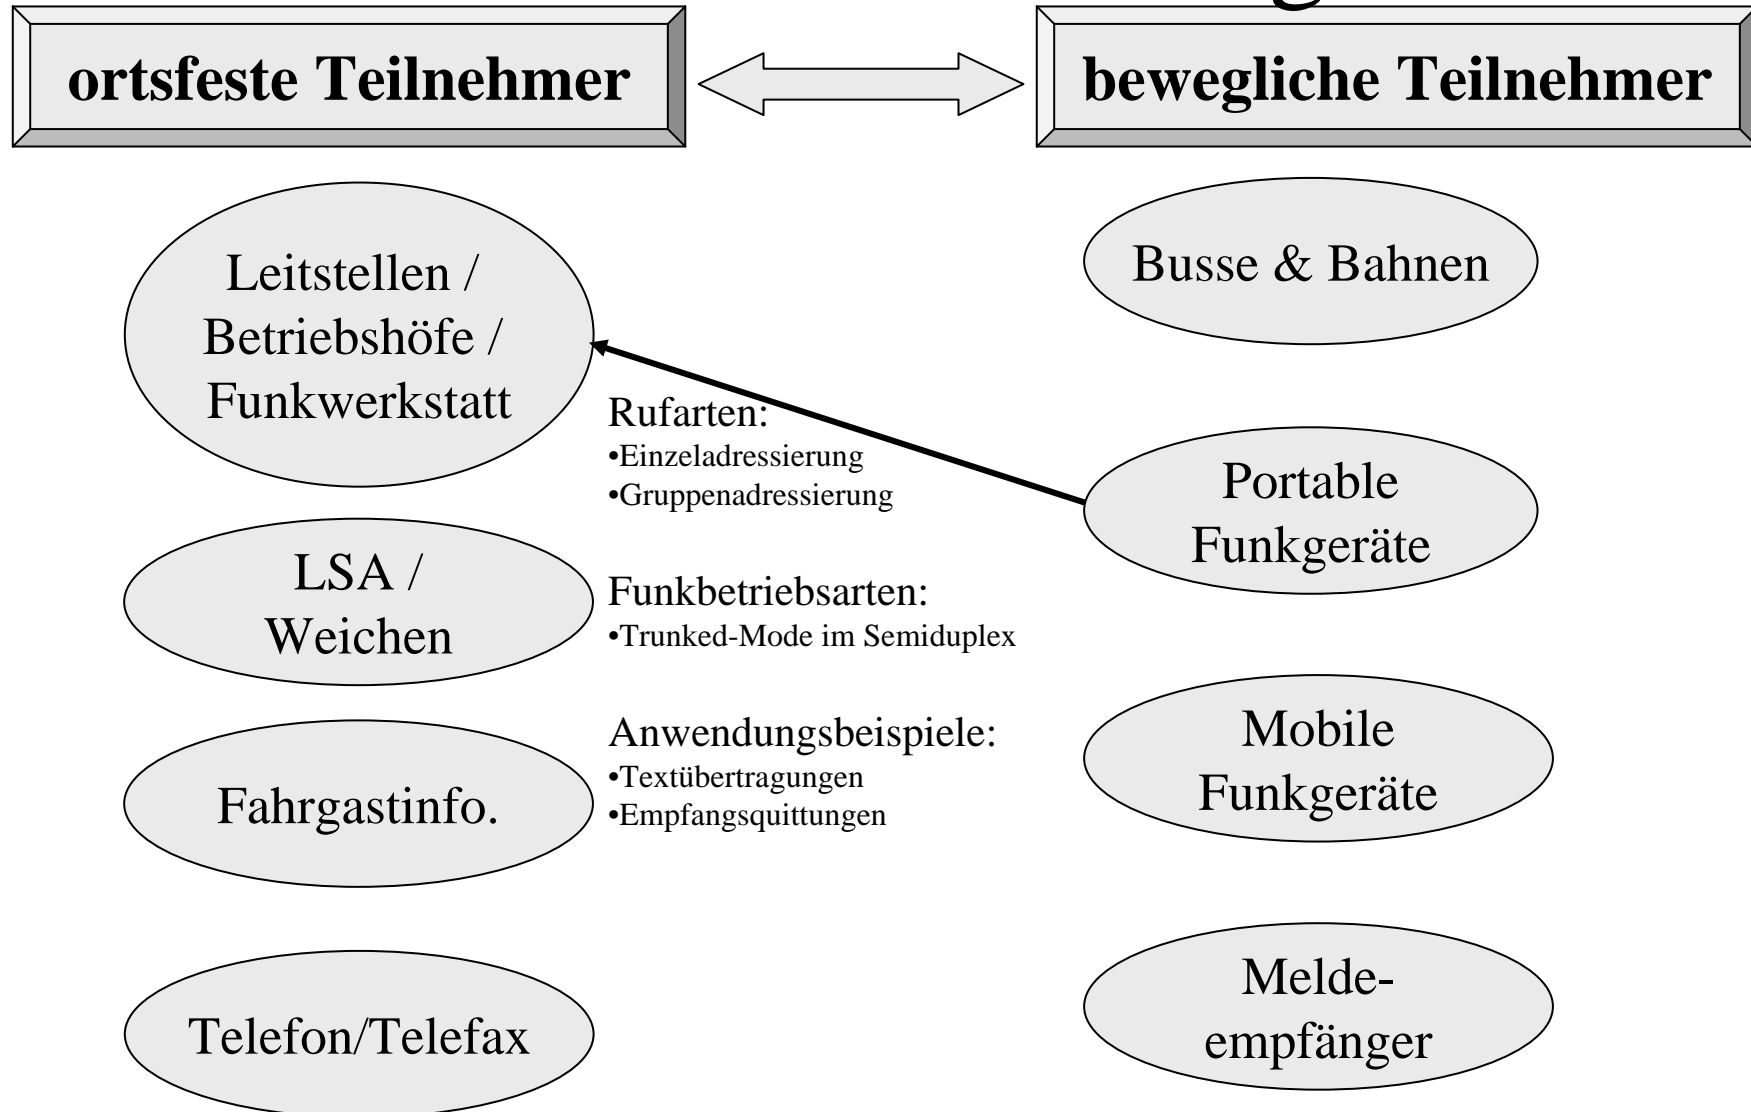 ortsfeste Teilnehmer
bewegliche Teilnehmer
Leitstellen /
Betriebshöfe /
Funkwerkstatt
LSA /
Weichen
Fahrgastinfo.
Telefon/Telefax
Rufarten:
•Einzeladressierung
•Gruppenadressierung
Funkbetriebsarten:
•Trunked-Mode im Semiduplex
Anwendungsbeispiele:
•Textübertragungen
•Empfangsquittungen
Busse & Bahnen
Portable
Funkgeräte
Mobile
Funkgeräte
Melde-
empfänger